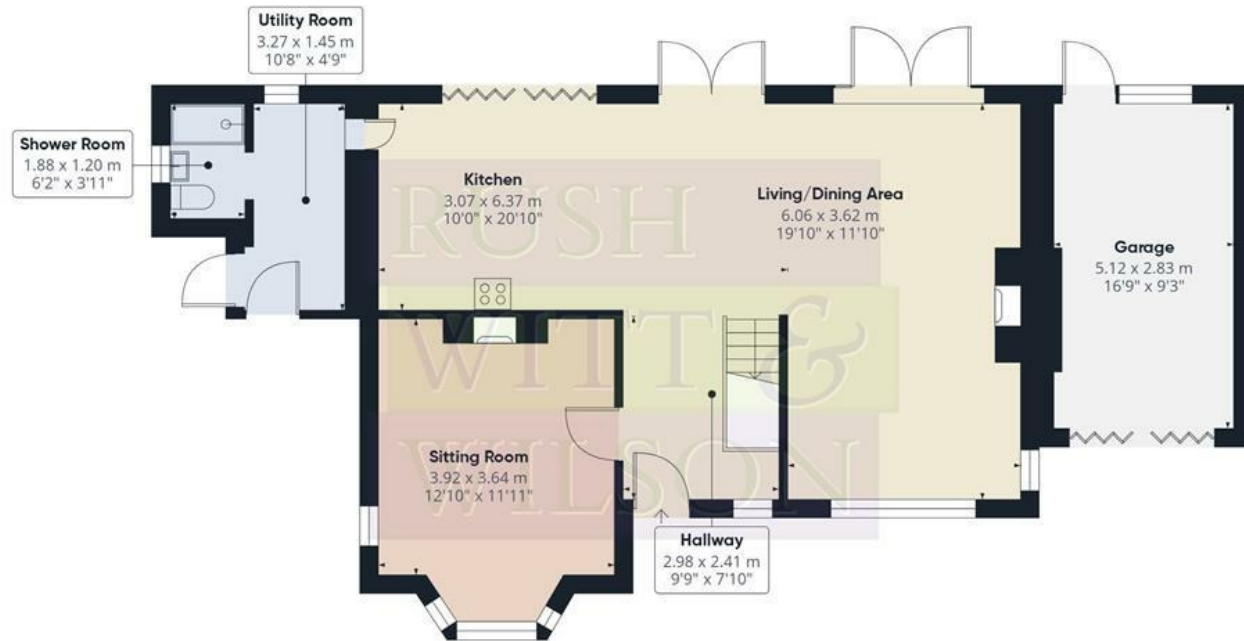 Utility Room
3.27 x 1.45 m
10'8" x 4'9"
Shower Room
1.88 x 1.20 m
6'2" x 3'11"
Kitchen
3.07 x 6.37 m
10'0" x 20'10"
Living/Dining Area
6.06 x 3.62 m
19'10" x 11'10"
Garage
5.12 x 2.83 m
16'9" x 9'3"
RUSH
WITT &
WILSON
Sitting Room
3.92 x 3.64 m
12'10" x 11'11"
Hallway
2.98 x 2.41 m
9'9" x 7'10"